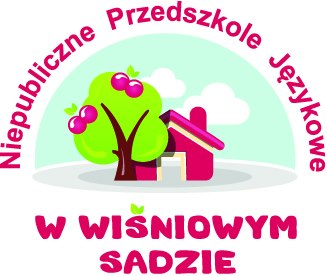 Niepubliczne Przedszkole Językowe
W WIŚNIOWYM
SADZIE